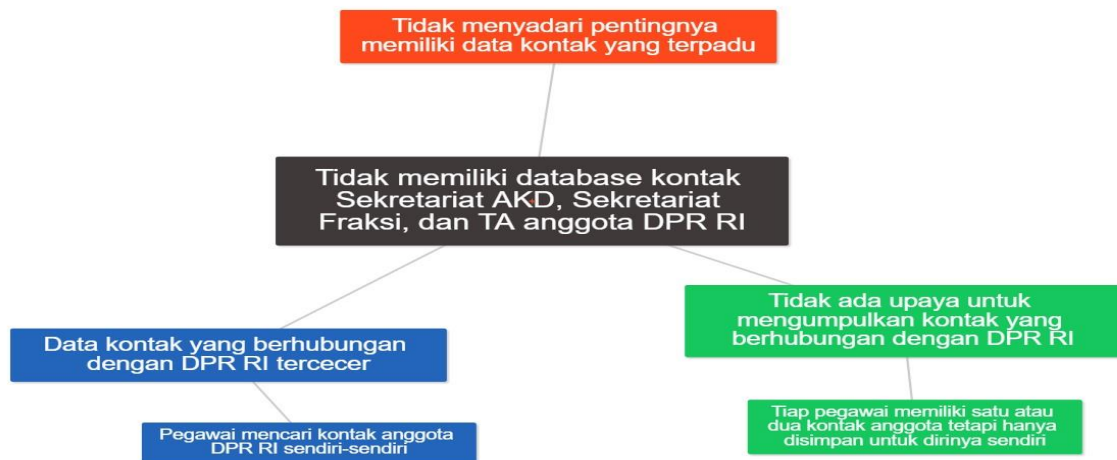 Tidak menyadari pentingnya
memiliki data kontak yang terpadu
Tidak memiliki database kontak
Sekretariat AKD, Sekretariat
Fraksi, dan TA anggota DPR RI
Data kontak yang berhubungan
dengan DPR RI tercecer
Pegawai mencari kontak anggota
DPR RI sendiri-sendiri
Tidak ada upaya untuk
mengumpulkan kontak yang
berhubungan dengan DPR RI
Tiap pegawai memiliki satu atau
dua kontak anggota tetapi hanya
disimpan untuk dirinya sendiri